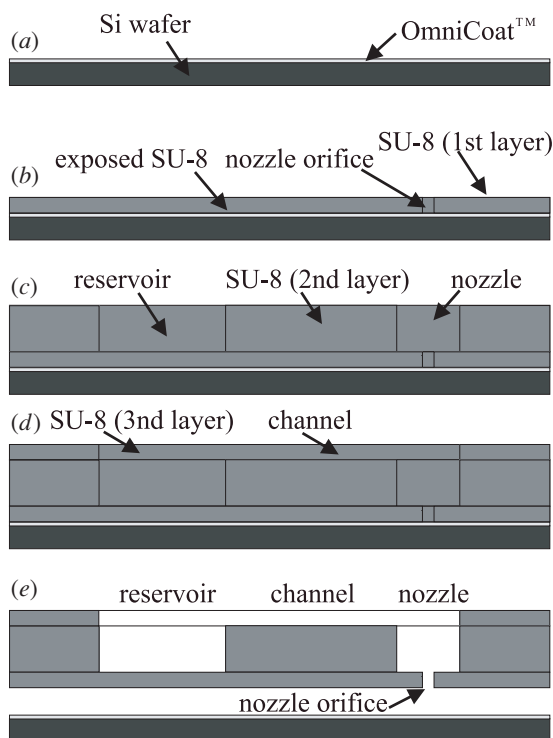 (a)
Si wafer
OmniCoat™
(b)
exposed SU-8
nozzle orifice
SU-8 (1st layer)
(c)
reservoir
SU-8 (2nd layer)
nozzle
(d)
SU-8 (3nd layer)
channel
(e)
reservoir
channel
nozzle
nozzle orifice